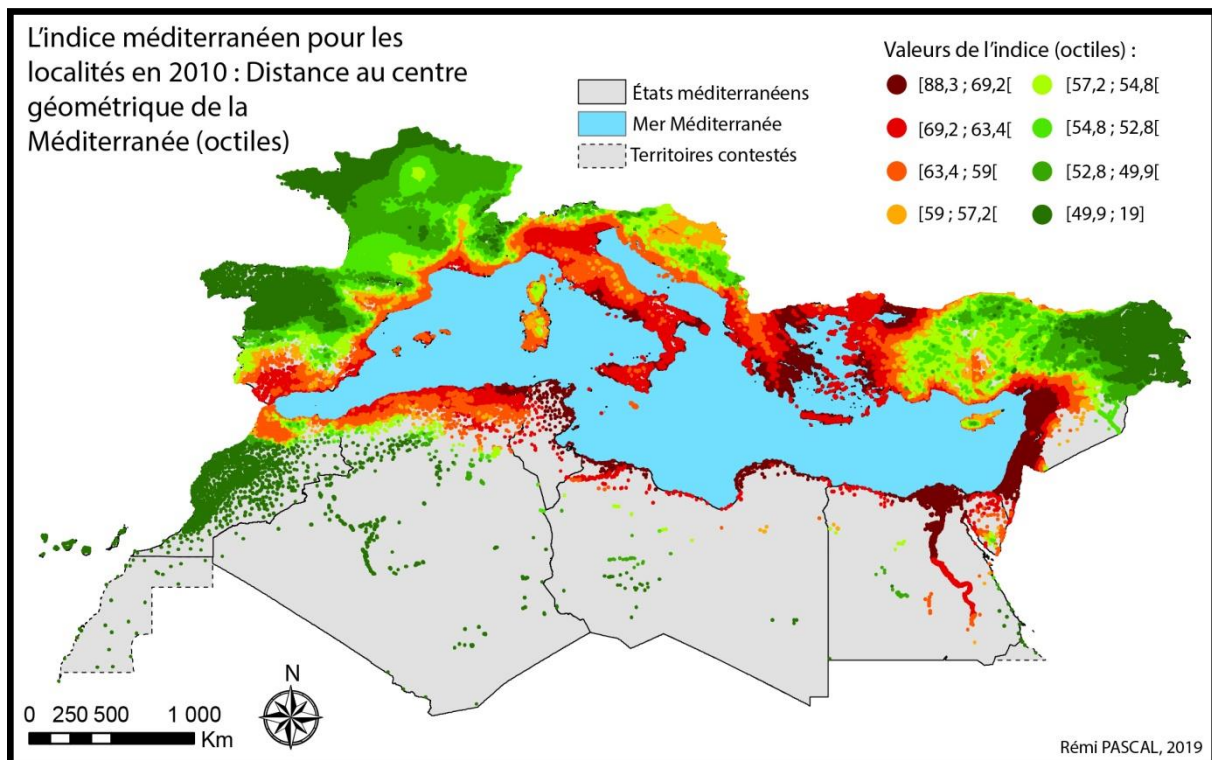 L'indice méditerranéen pour les
localités en 2010 : Distance au centre
géométrique de la
Méditerranée (octiles)
États méditerranéens
Mer Méditerranée
Territoires contestés
Valeurs de l'indice (octiles) :
[88,3 ; 69,2[
[69,2 ; 63,4[
[63,4 ; 59[
[59 ; 57,2[
[57,2 ; 54,8[
[54,8 ; 52,8[
[52,8 ; 49,9[
[49,9 ; 19]
0 250 500 1 000
Km
N
Rémi PASCAL, 2019